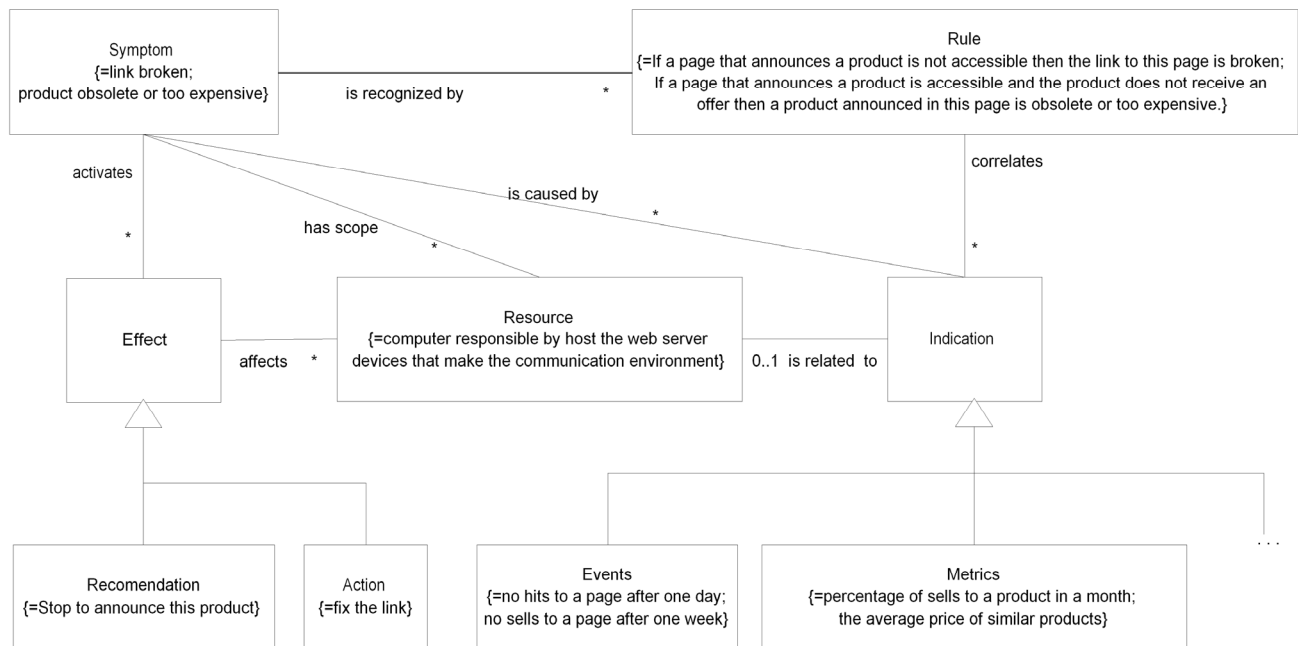 Symptom
{=link broken;
product obsolete or too expensive}
Rule
{=If a page that announces a product is not accessible then the link to this page is broken;
If a page that announces a product is accessible and the product does not receive an
offer then a product announced in this page is obsolete or too expensive.}
is recognized by *
activates
*
has scope
*
is caused by
*
correlates
*
Effect
affects *
Resource
{=computer responsible by host the web server
devices that make the communication environment}
0..1 is related to
Indication
Recomendation
{=Stop to announce this product}
Action
{=fix the link}
Events
{=no hits to a page after one day;
no sells to a page after one week}
Metrics
{=percentage of sells to a product in a month;
the average price of similar products}
...